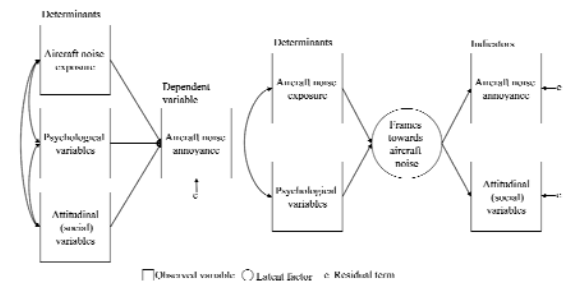 Determinants
Aircraft noise
exposure
Psychological
variables
Attitudinal
(social)
variables
Dependent
variable
Aircraft noise
annoyance
e
Determinants
Aircraft noise
exposure
Psychological
variables
Frames
towards
aircraft
noise
Indicators
Aircraft noise
annoyance
e
Attitudinal
(social)
variables
e
Observed variable Latent factor e Residual term